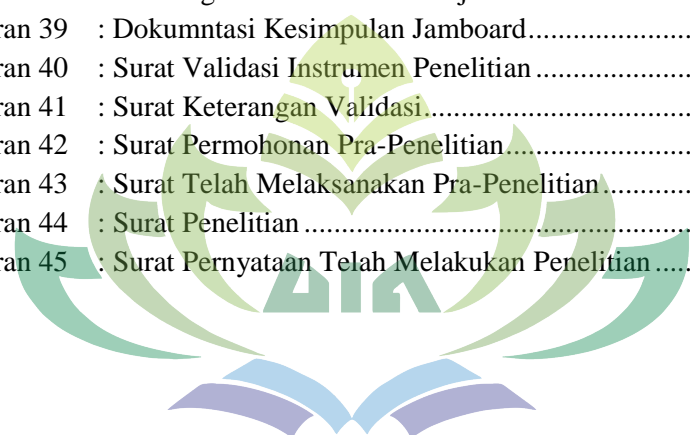 ran 39 : Dokumntasi Kesimpulan Jamboard............................
ran 40 : Surat Validasi Instrumen Penelitian...........................
ran 41 : Surat Keterangan Validasi.............................................
ran 42 : Surat Permohonan Pra-Penelitian...............................
ran 43 : Surat Telah Melaksanakan Pra-Penelitian...............
ran 44 : Surat Penelitian................................................................
ran 45 : Surat Pernyataan Telah Melakukan Penelitian......